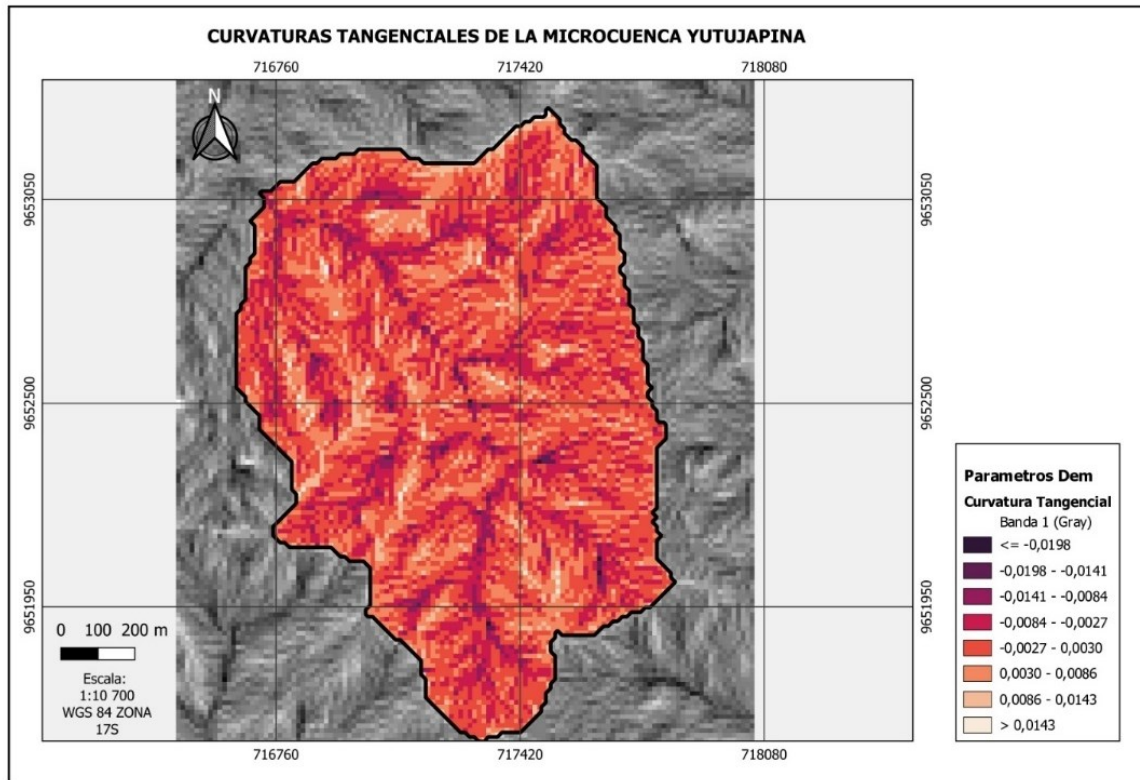 CURVATURAS TANGENCIALES DE LA MICROCUENCA YUTUJAPINA
716760 717420 718080
N
9653050 9653050
9652500 9652500
9651950 9651950
0 100 200 m
Escala:
1:10 700
WGS 84 ZONA
17S
716760 717420 718080
Parametros Dem
Curvatura Tangencial
Banda 1 (Gray)
<= -0,0198
-0,0198 - -0,0141
-0,0141 - -0,0084
-0,0084 - -0,0027
-0,0027 - 0,0030
0,0030 - 0,0086
0,0086 - 0,0143
> 0,0143